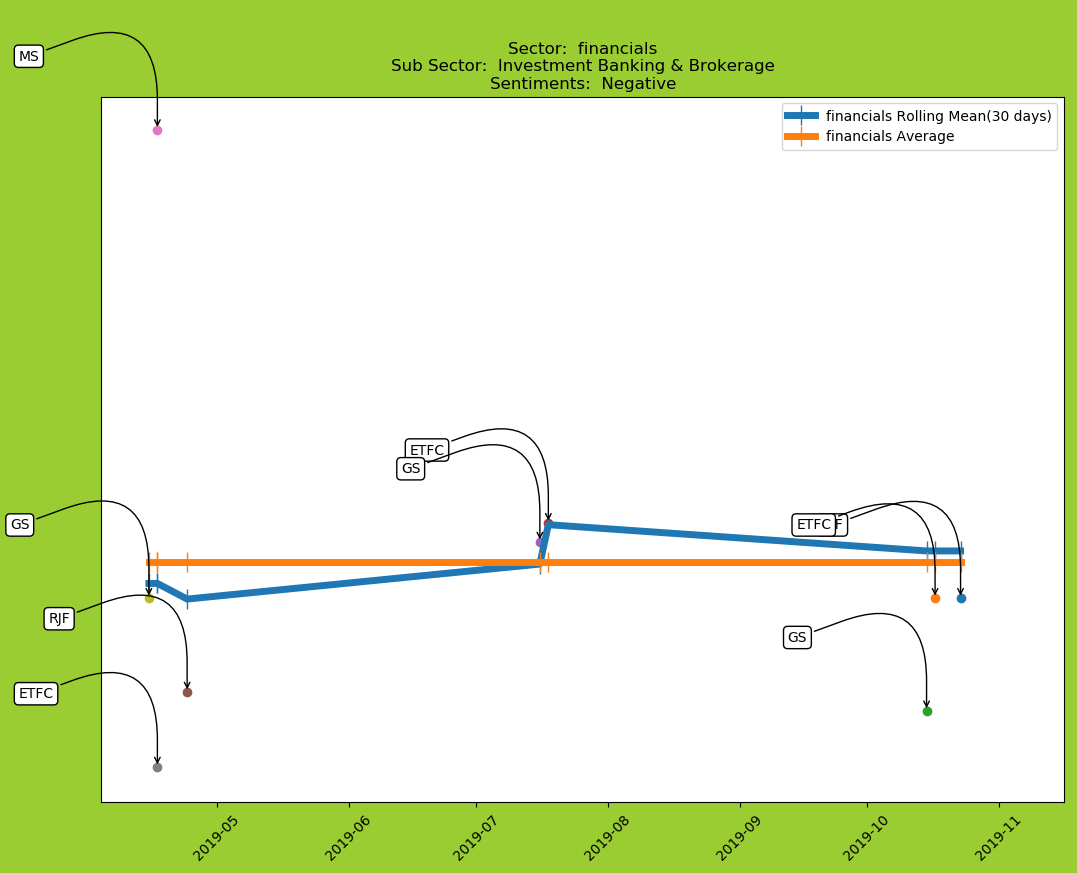 MS
Sector:  financials
Sub Sector:  Investment Banking & Brokerage
Sentiments:  Negative
financials Rolling Mean(30 days)
financials Average
ETFC
GS
GS
ETFC
F
RJF
GS
ETFC
2019-05
2019-06
2019-07
2019-08
2019-09
2019-10
2019-11